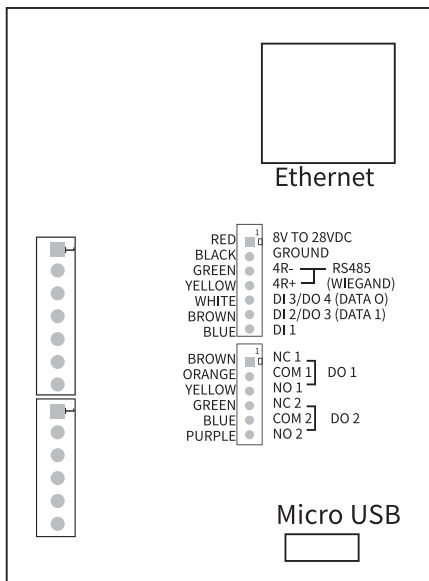 Ethernet
RED 1 8V TO 28VDC
BLACK GROUND
GREEN 4R- RS485
YELLOW 4R+ (WIEGAND)
WHITE DI 3/DO 4 (DATA O)
BROWN DI 2/DO 3 (DATA 1)
BLUE DI 1
BROWN 1 NC 1
ORANGE COM 1 DO 1
YELLOW NO 1
GREEN NC 2
BLUE COM 2 DO 2
PURPLE NO 2
Micro USB